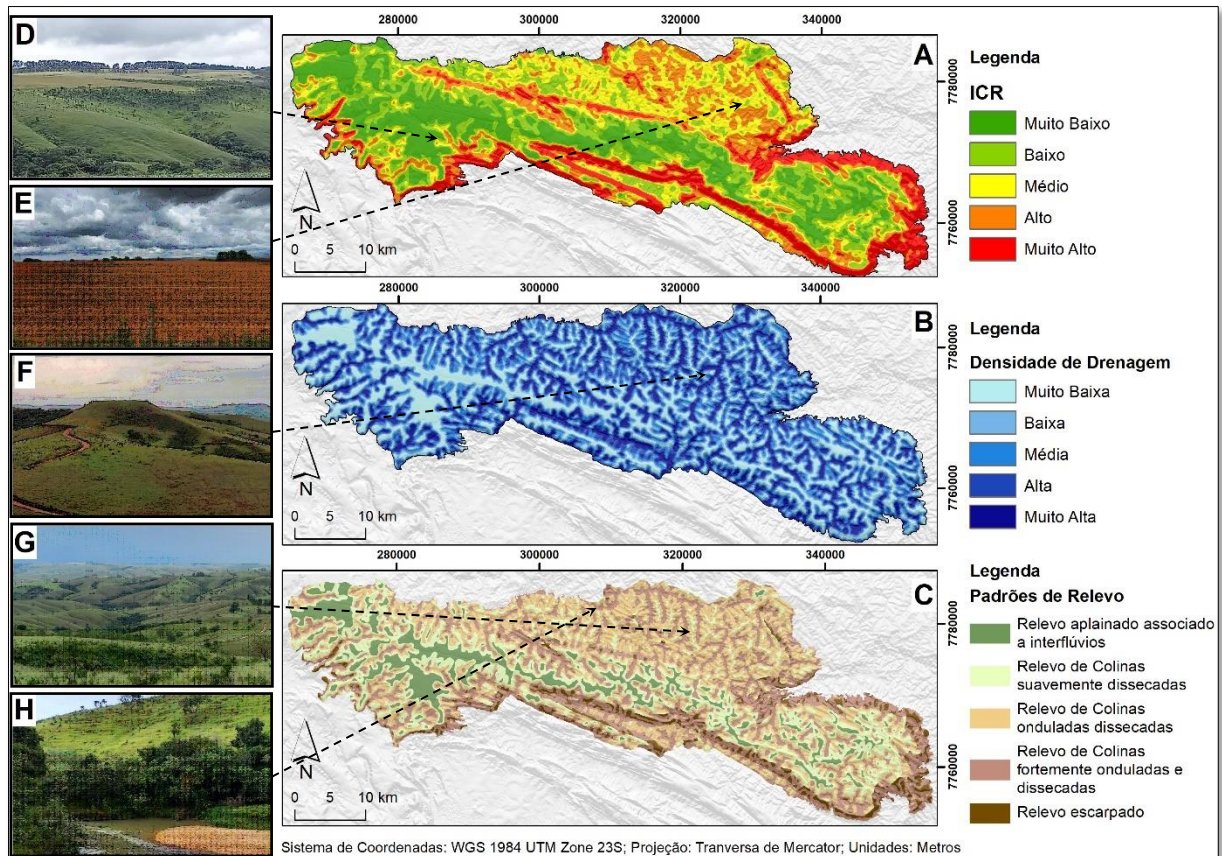 D
E
F
G
H
280000
300000
320000
340000
A
7780000
7760000
N
0 5 10 km
Legenda
ICR
Muito Baixo
Baixo
Médio
Alto
Muito Alto
280000
300000
320000
340000
B
7780000
7760000
N
0 5 10 km
Legenda
Densidade de Drenagem
Muito Baixa
Baixa
Média
Alta
Muito Alta
280000
300000
320000
340000
C
7780000
7760000
N
0 5 10 km
Legenda
Padrões de Relevo
Relevo aplainado associado
a interflúvios
Relevo de Colinas
suavemente dissecadas
Relevo de Colinas
onduladas dissecadas
Relevo de Colinas
fortemente onduladas e
dissecadas
Relevo escarpado
Sistema de Coordenadas: WGS 1984 UTM Zone 23S; Projeção: Tranversa de Mercator; Unidades: Metros